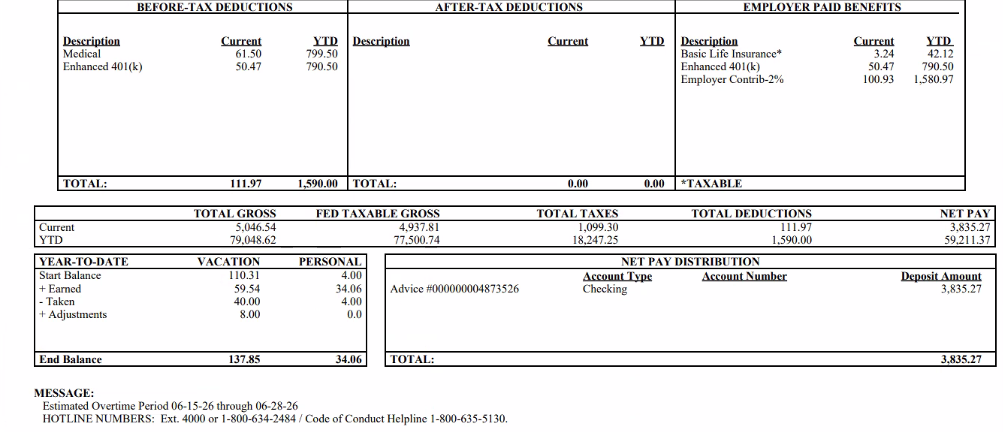 BEFORE-TAX DEDUCTIONS AFTER-TAX DEDUCTIONS EMPLOYER PAID BENEFITS
Description Current YTD Description Current YTD Description Current YTD
Medical 61.50 799.50 Basic Life Insurance* 3.24 42.12
Enhanced 401(k) 50.47 790.50 Enhanced 401(k) 50.47 790.50
Employer Contrib-2% 100.93 1,580.97
TOTAL: 111.97 1,590.00 TOTAL: 0.00 0.00 *TAXABLE
TOTAL GROSS FED TAXABLE GROSS TOTAL TAXES TOTAL DEDUCTIONS NET PAY
Current 5,046.54 4,937.81 1,099.30 111.97 3,835.27
YTD 79,048.62 77,500.74 18,247.25 1,590.00 59,211.37
YEAR-TO-DATE VACATION PERSONAL NET PAY DISTRIBUTION
Start Balance 110.31 4.00 Account Type Account Number Deposit Amount
+ Earned 59.54 34.06 Advice #000000004873526 Checking 3,835.27
- Taken 40.00 4.00
+ Adjustments 8.00 0.0
End Balance 137.85 34.06 TOTAL: 3,835.27
MESSAGE:
Estimated Overtime Period 06-15-26 through 06-28-26
HOTLINE NUMBERS: Ext. 4000 or 1-800-634-2484 / Code of Conduct Helpline 1-800-635-5130.